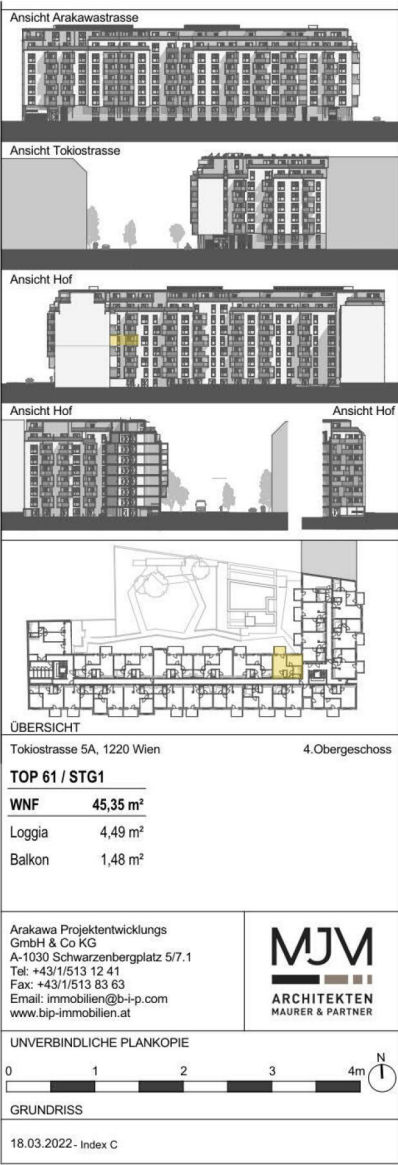 Ansicht Arakawastrasse
Ansicht Tokiostrasse
Ansicht Hof
Ansicht Hof Ansicht Hof
ÜBERSICHT
Tokiostrasse 5A, 1220 Wien 4.Obergeschoss
TOP 61 / STG1
WNF 45,35 m²
Loggia 4,49 m²
Balkon 1,48 m²
Arakawa Projektentwicklungs
GmbH & Co KG
A-1030 Schwarzenbergplatz 5/7.1
Tel: +43/1/513 12 41
Fax: +43/1/513 83 63
Email: immobilien@b-i-p.com
www.bip-immobilien.at
MJM
ARCHITEKTEN
MAURER & PARTNER
UNVERBINDLICHE PLANKOPIE
N
0 1 2 3 4m
GRUNDRISS
18.03.2022- Index C